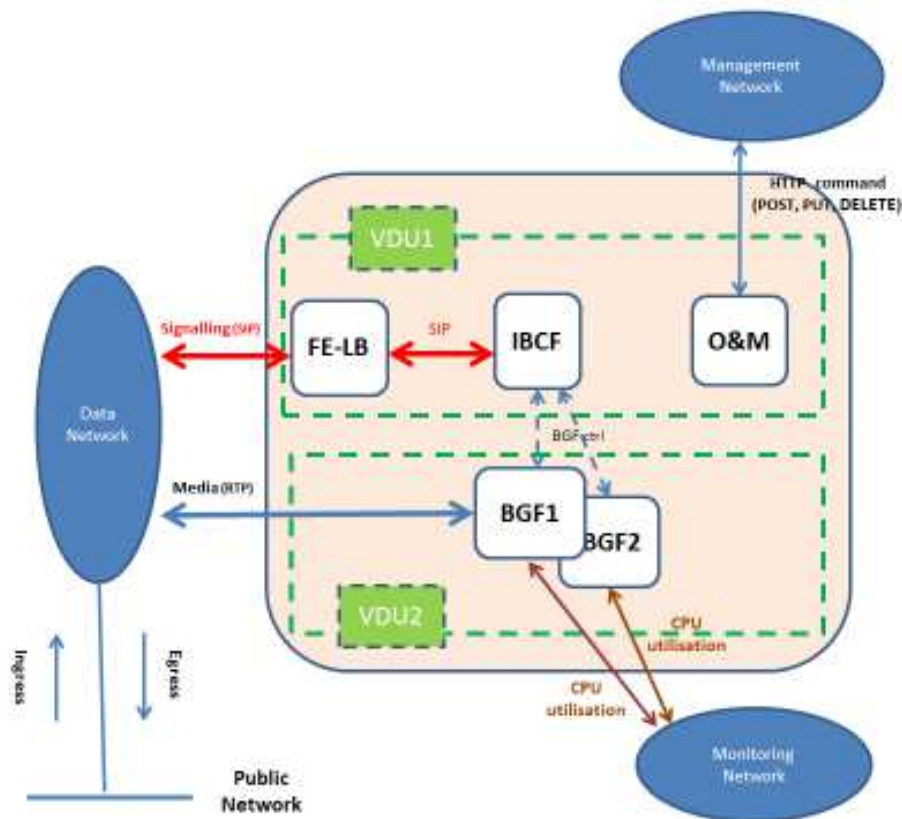 Management
Network
HTTP command
(POST, PUT, DELETE)
VDU1
Signalling (SIP)
FE-LB
SIP
IBCF
O&M
Data
Network
BGF ctrl
Media (RTP)
BGF1
BGF2
VDU2
CPU
utilisation
CPU
utilisation
Ingress
Egress
Monitoring
Network
Public
Network